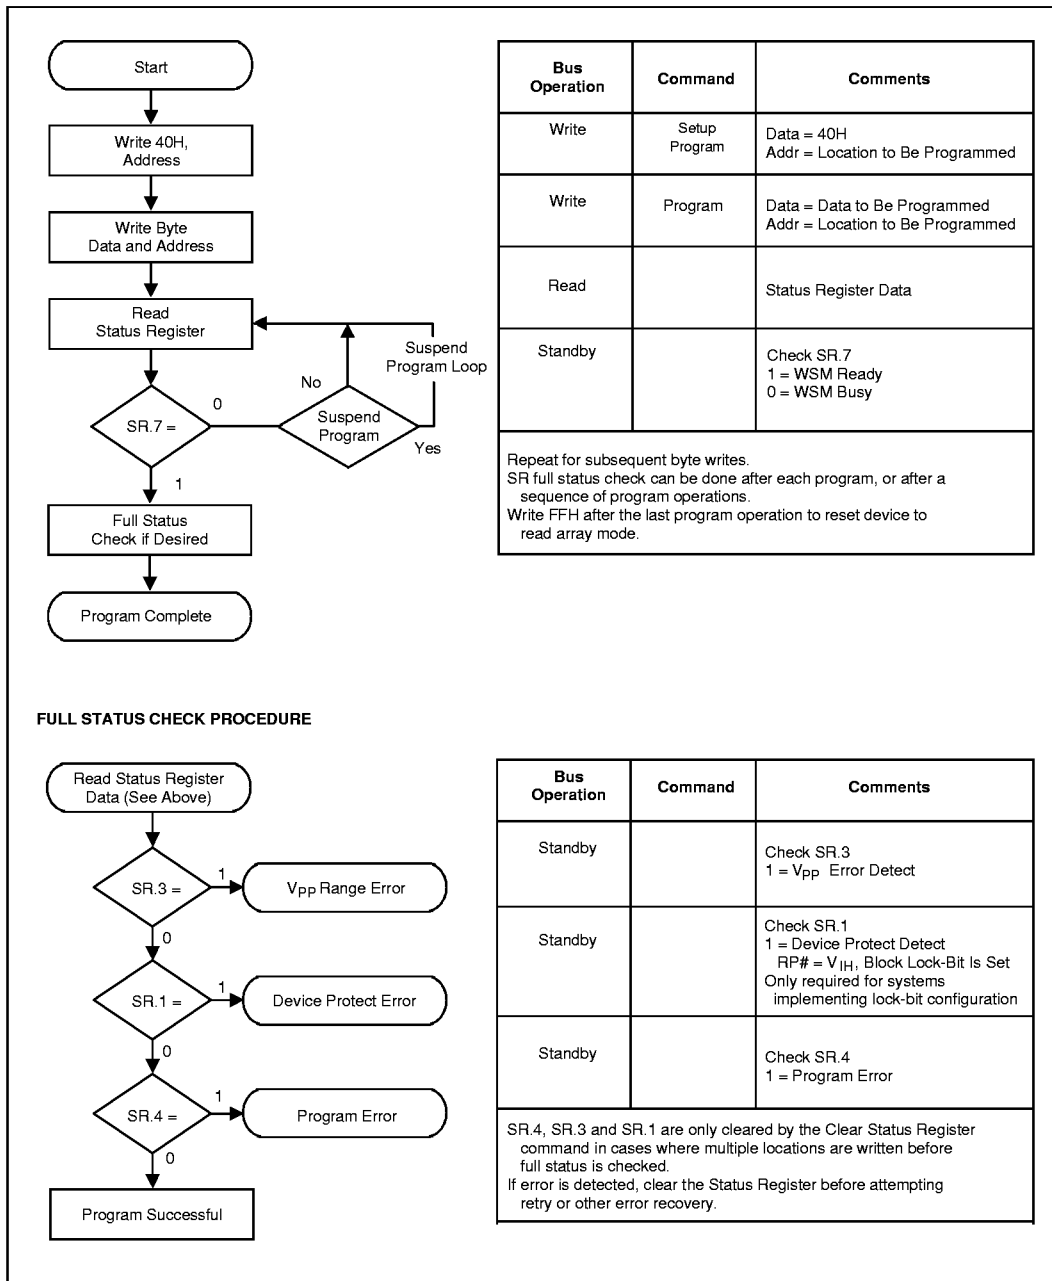 Start
Write 40H,
Address
Write Byte
Data and Address
Read
Status Register
Suspend
Program Loop
No
0
SR.7 =
Suspend
Program
Yes
1
Full Status
Check if Desired
Program Complete
Bus
Operation
Command
Comments
Write
Setup
Program
Data = 40H
Addr = Location to Be Programmed
Write
Program
Data = Data to Be Programmed
Addr = Location to Be Programmed
Read
Status Register Data
Standby
Check SR.7
1 = WSM Ready
0 = WSM Busy
Repeat for subsequent byte writes.
SR full status check can be done after each program, or after a
sequence of program operations.
Write FFH after the last program operation to reset device to
read array mode.
FULL STATUS CHECK PROCEDURE
Read Status Register
Data (See Above)
SR.3 =
1
VPP Range Error
0
SR.1 =
1
Device Protect Error
0
SR.4 =
1
Program Error
0
Program Successful
Bus
Operation
Command
Comments
Standby
Check SR.3
1 = VPP Error Detect
Standby
Check SR.1
1 = Device Protect Detect
RP# = VIH, Block Lock-Bit Is Set
Only required for systems
implementing lock-bit configuration
Standby
Check SR.4
1 = Program Error
SR.4, SR.3 and SR.1 are only cleared by the Clear Status Register
command in cases where multiple locations are written before
full status is checked.
If error is detected, clear the Status Register before attempting
retry or other error recovery.